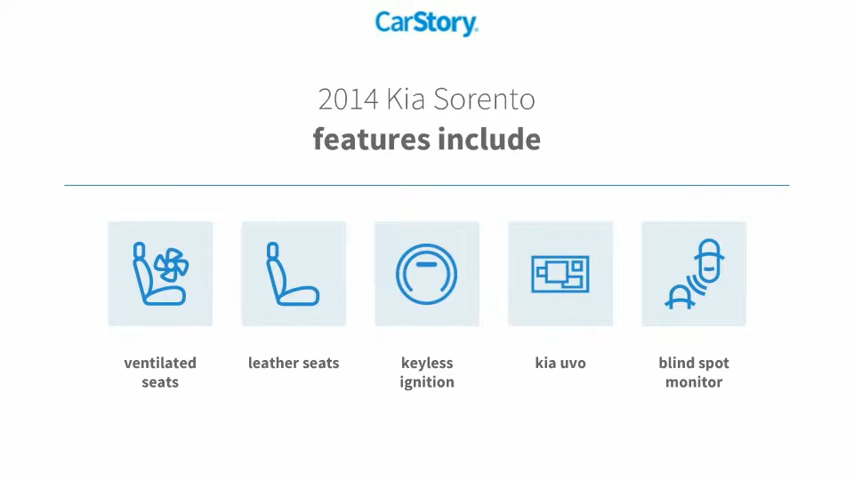 CarStory.
2014 Kia Sorento
features include
ventilated
seats
leather seats
keyless
ignition
kia uvo
blind spot
monitor